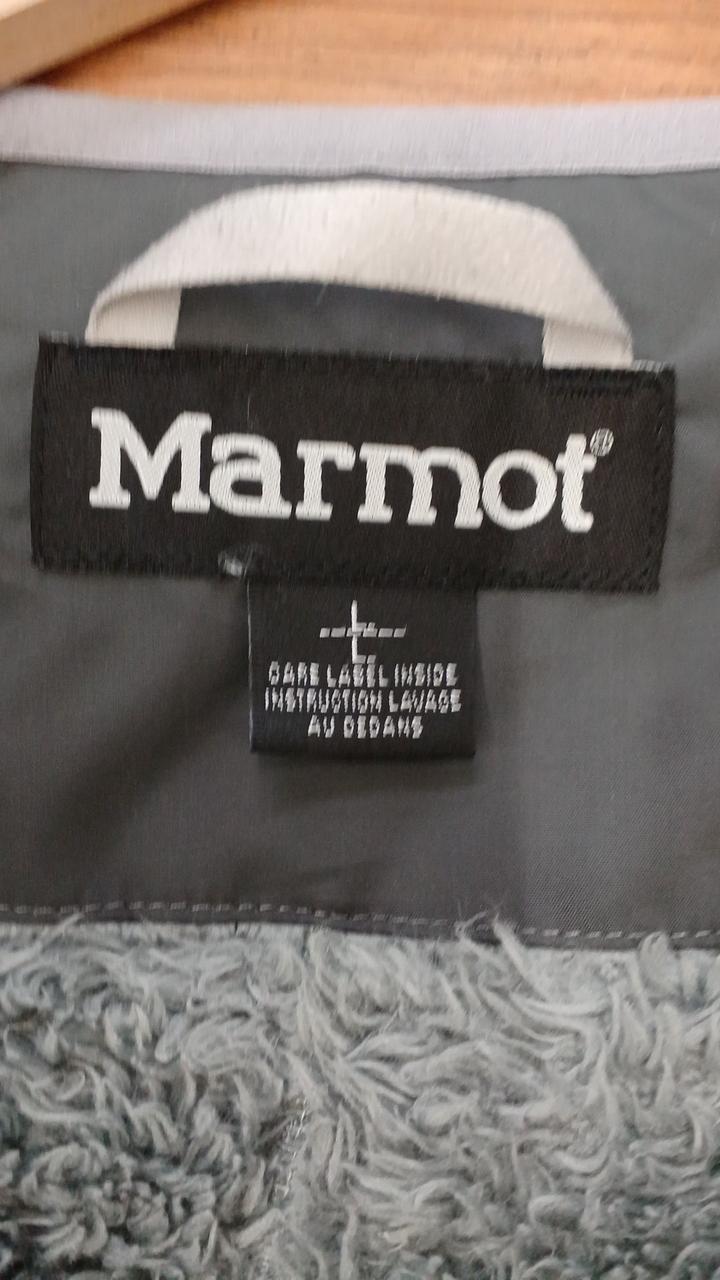 Marmot®
L
CARE LABEL INSIDE
INSTRUCTION LAVAGE
AU DEDANS